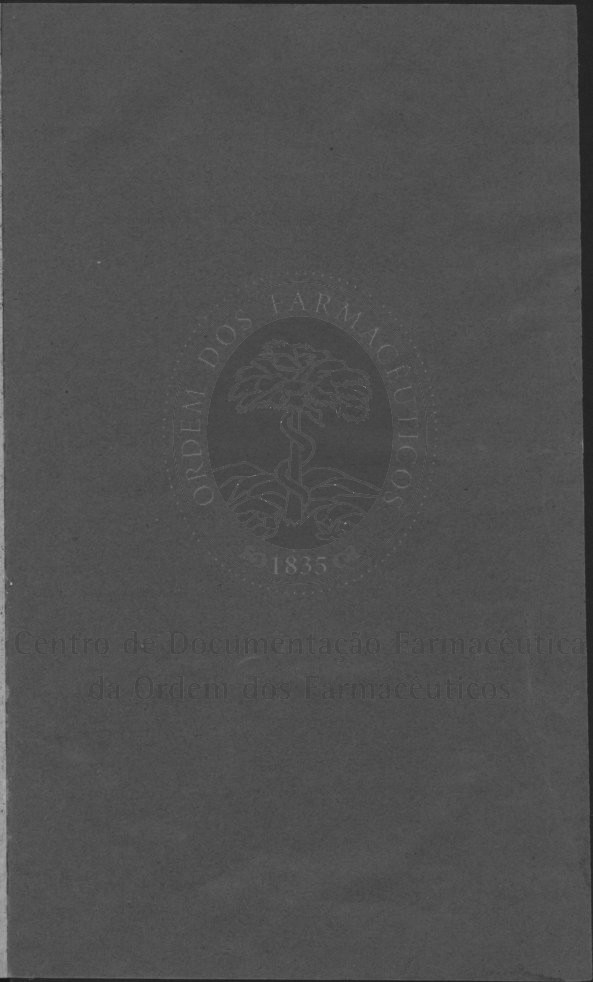 ORDEM DOS FARMACÊUTICOS
1835
Centro de Documentação Farmacêutica
da Ordem dos Farmacêuticos